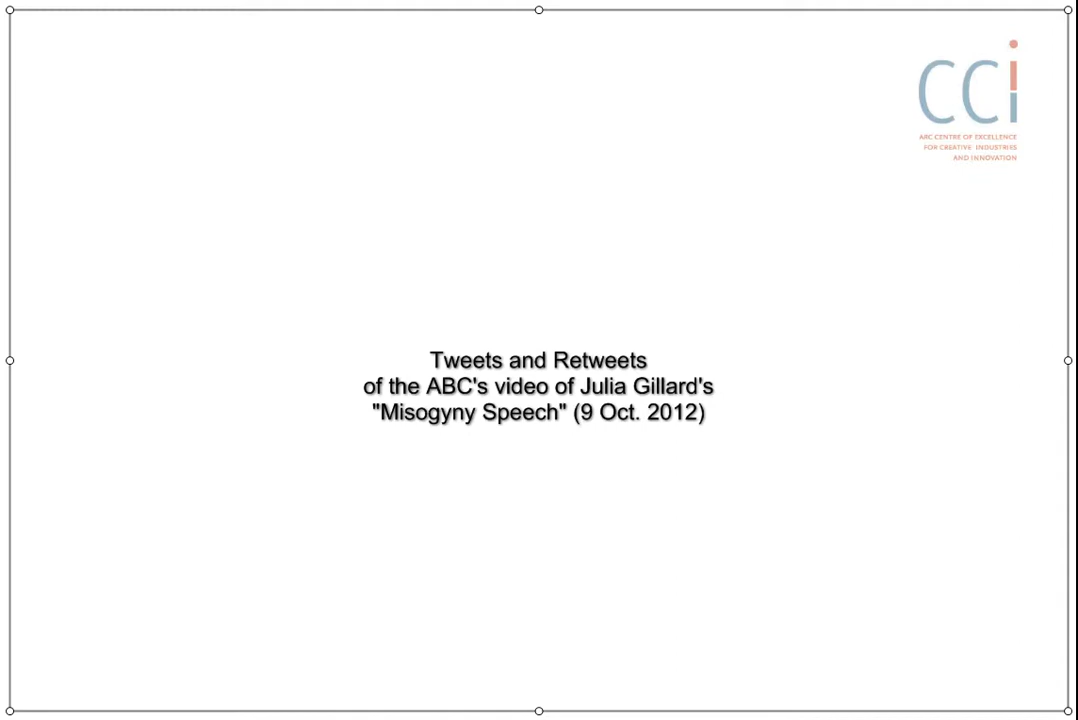 CCi
ARC CENTRE OF EXCELLENCE
FOR CREATIVE INDUSTRIES
AND INNOVATION
Tweets and Retweets
of the ABC's video of Julia Gillard's
"Misogyny Speech" (9 Oct. 2012)